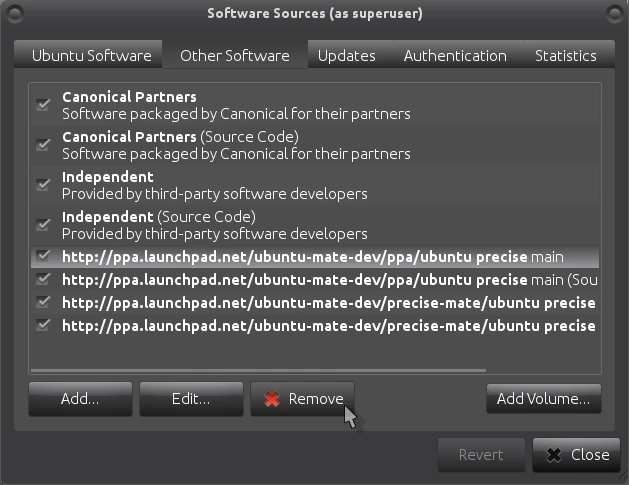 Software Sources (as superuser)
Ubuntu Software Other Software Updates Authentication Statistics
Canonical Partners
Software packaged by Canonical for their partners
Canonical Partners (Source Code)
Software packaged by Canonical for their partners
Independent
Provided by third-party software developers
Independent (Source Code)
Provided by third-party software developers
http://ppa.launchpad.net/ubuntu-mate-dev/ppa/ubuntu precise main
http://ppa.launchpad.net/ubuntu-mate-dev/ppa/ubuntu precise main (Sou
http://ppa.launchpad.net/ubuntu-mate-dev/precise-mate/ubuntu precise
http://ppa.launchpad.net/ubuntu-mate-dev/precise-mate/ubuntu precise
Add... Edit... Remove Add Volume...
Revert Close